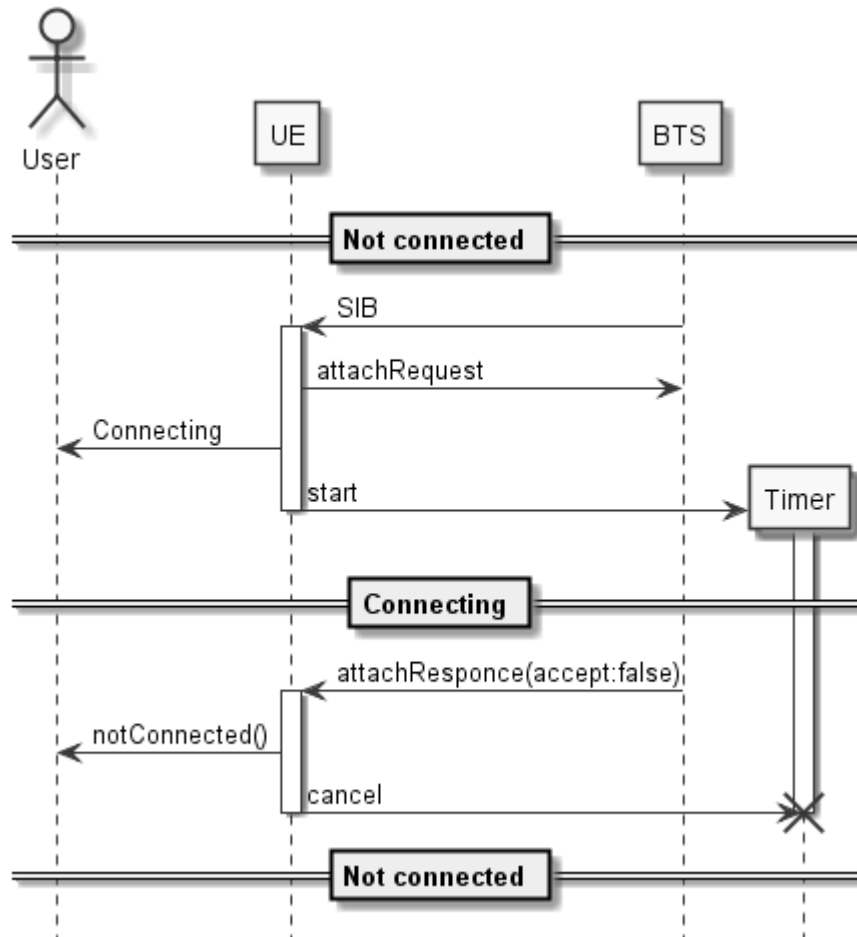 User
UE
BTS
Not connected
SIB
attachRequest
Connecting
start
Timer
Connecting
attachResponce(accept:false)
notConnected()
cancel
Not connected